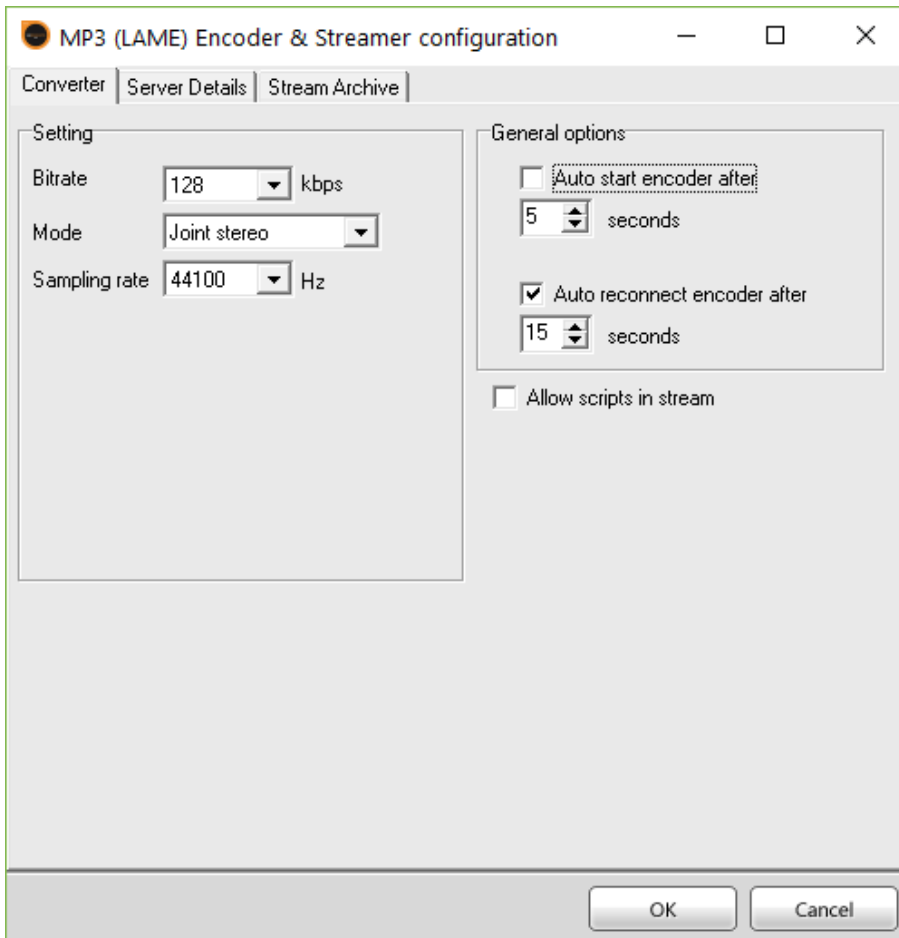 MP3 (LAME) Encoder & Streamer configuration
Converter Server Details Stream Archive
Setting
Bitrate 128 kbps
Mode Joint stereo
Sampling rate 44100 Hz
General options
Auto start encoder after
5 seconds
Auto reconnect encoder after
15 seconds
Allow scripts in stream
OK Cancel